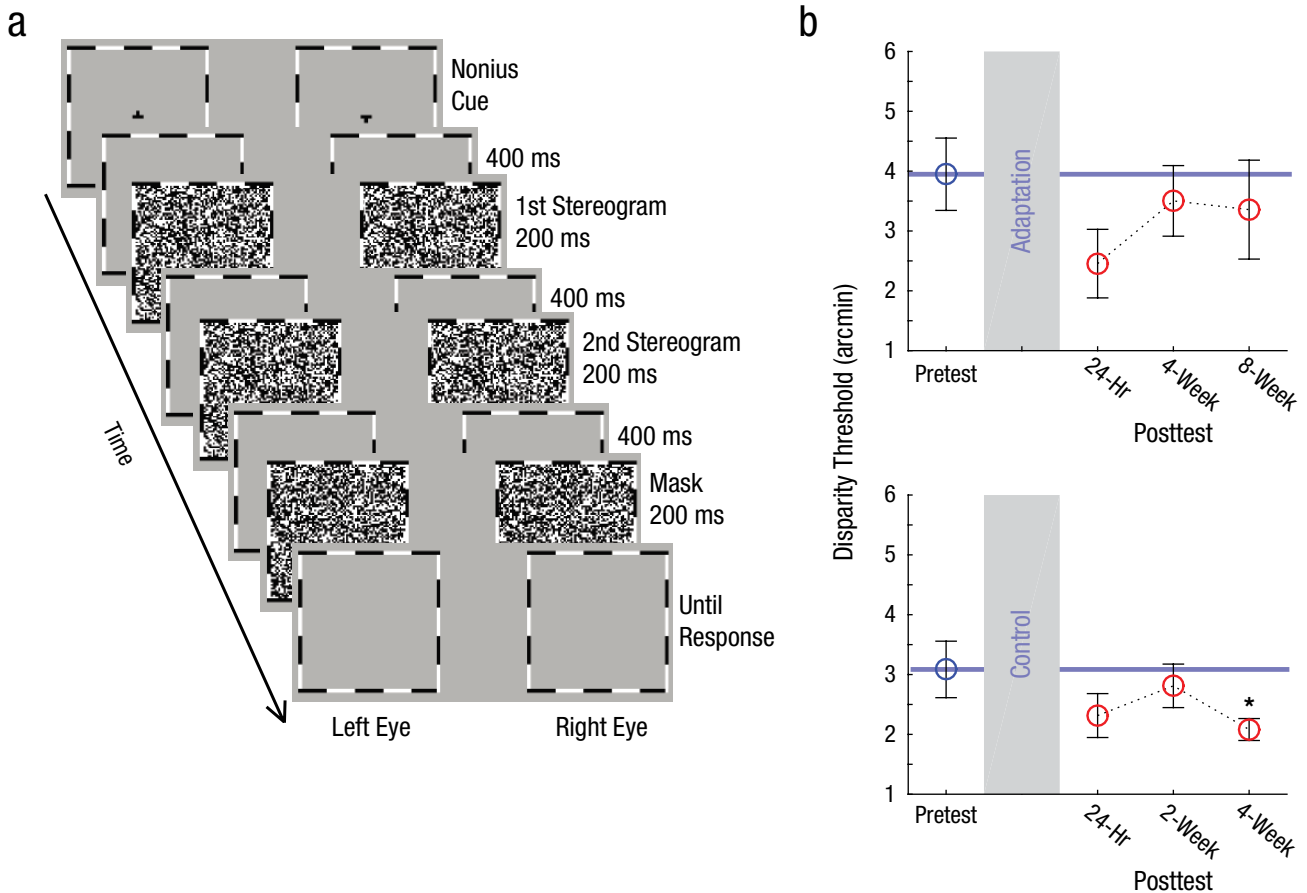 a
Nonius
Cue
400 ms
1st Stereogram
200 ms
400 ms
2nd Stereogram
200 ms
400 ms
Mask
200 ms
Until
Response
Time
Left Eye
Right Eye
b
Disparity Threshold (arcmin)
6
5
4
3
2
1
Adaptation
Pretest
24-Hr
4-Week
8-Week
Posttest
6
5
4
3
2
1
Control
*
Pretest
24-Hr
2-Week
4-Week
Posttest